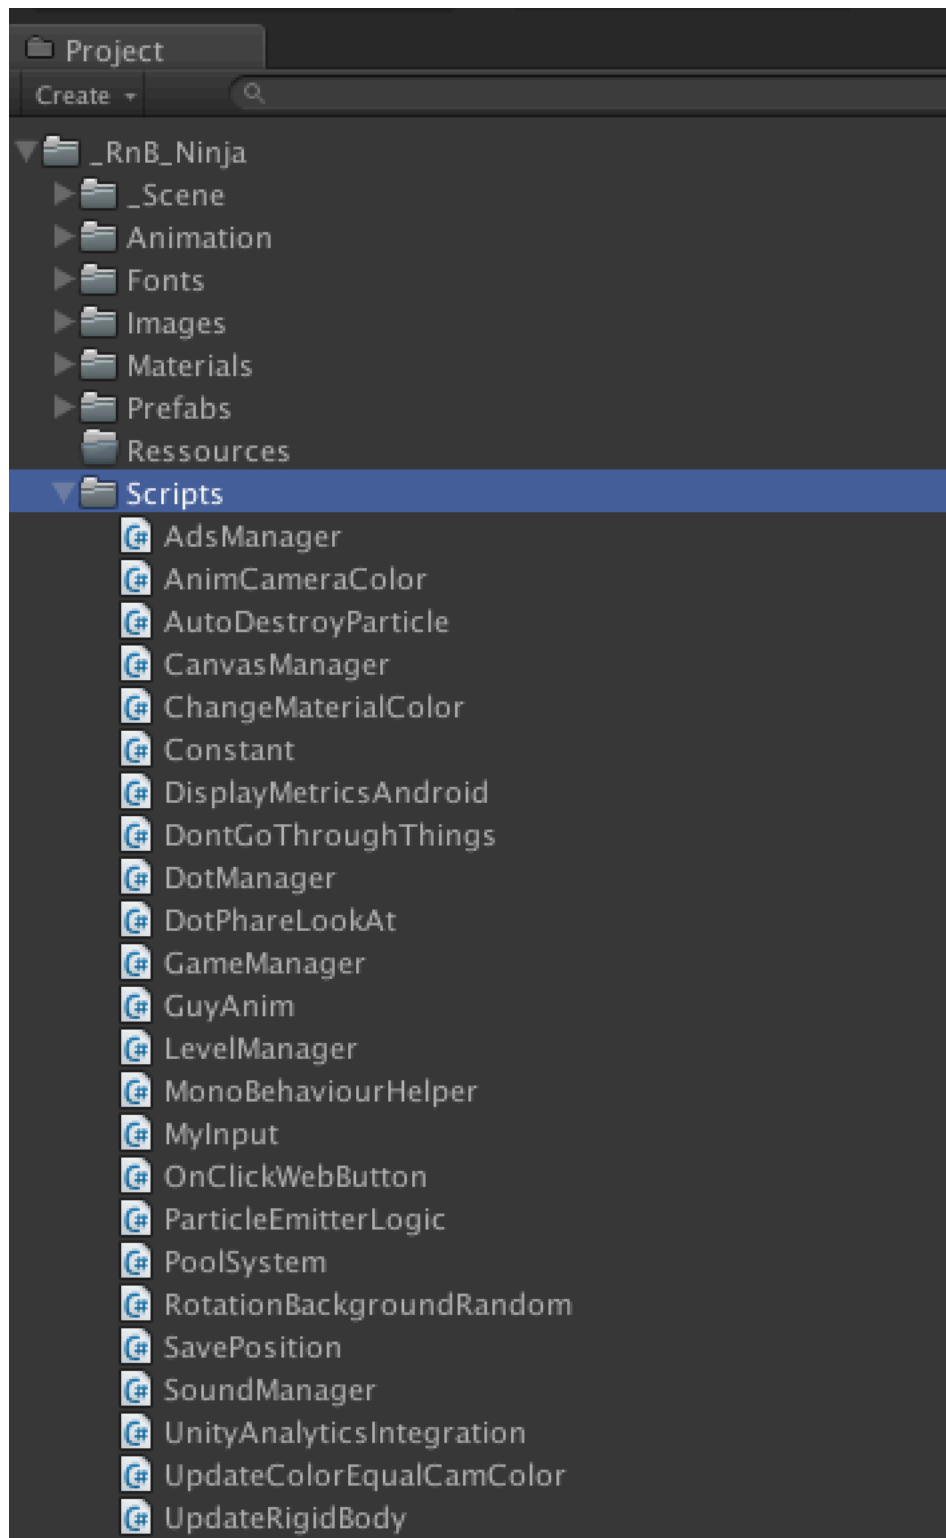 Project
Create
_RnB_Ninja
_Scene
Animation
Fonts
Images
Materials
Prefabs
Ressources
Scripts
C# AdsManager
C# AnimCameraColor
C# AutoDestroyParticle
C# CanvasManager
C# ChangeMaterialColor
C# Constant
C# DisplayMetricsAndroid
C# DontGoThroughThings
C# DotManager
C# DotPhareLookAt
C# GameManager
C# GuyAnim
C# LevelManager
C# MonoBehaviourHelper
C# MyInput
C# OnClickWebButton
C# ParticleEmitterLogic
C# PoolSystem
C# RotationBackgroundRandom
C# SavePosition
C# SoundManager
C# UnityAnalyticsIntegration
C# UpdateColorEqualCamColor
C# UpdateRigidBody